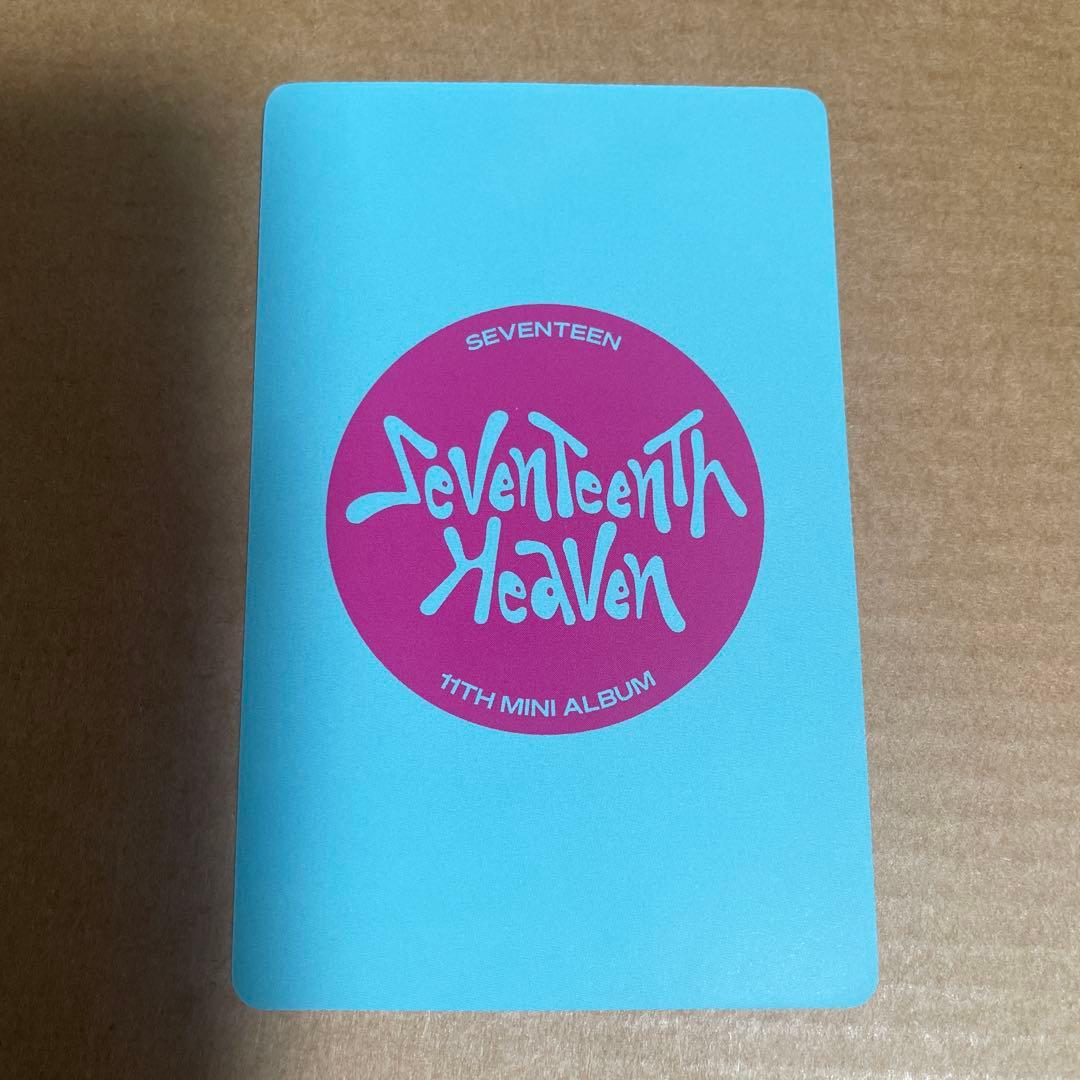 SEVENTEEN
SevenTeenTh
Heaven
11TH MINI ALBUM